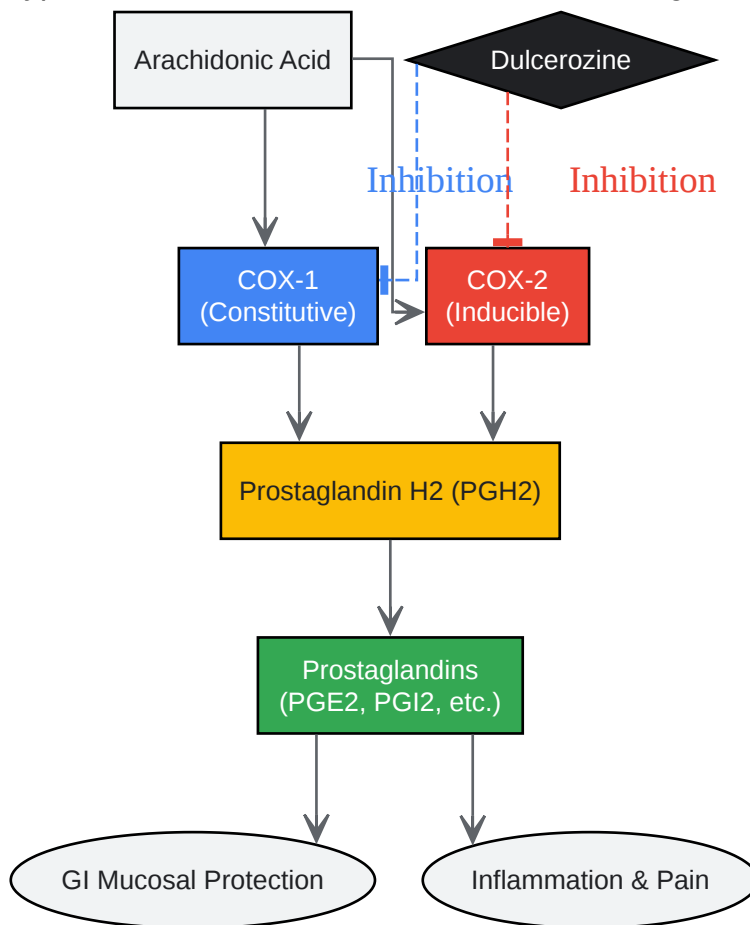 Arachidonic Acid
Dulcerozine
Inhibition
Inhibition
COX-1
(Constitutive)
COX-2
(Inducible)
Prostaglandin H2 (PGH2)
Prostaglandins
(PGE2, PGI2, etc.)
GI Mucosal Protection
Inflammation & Pain